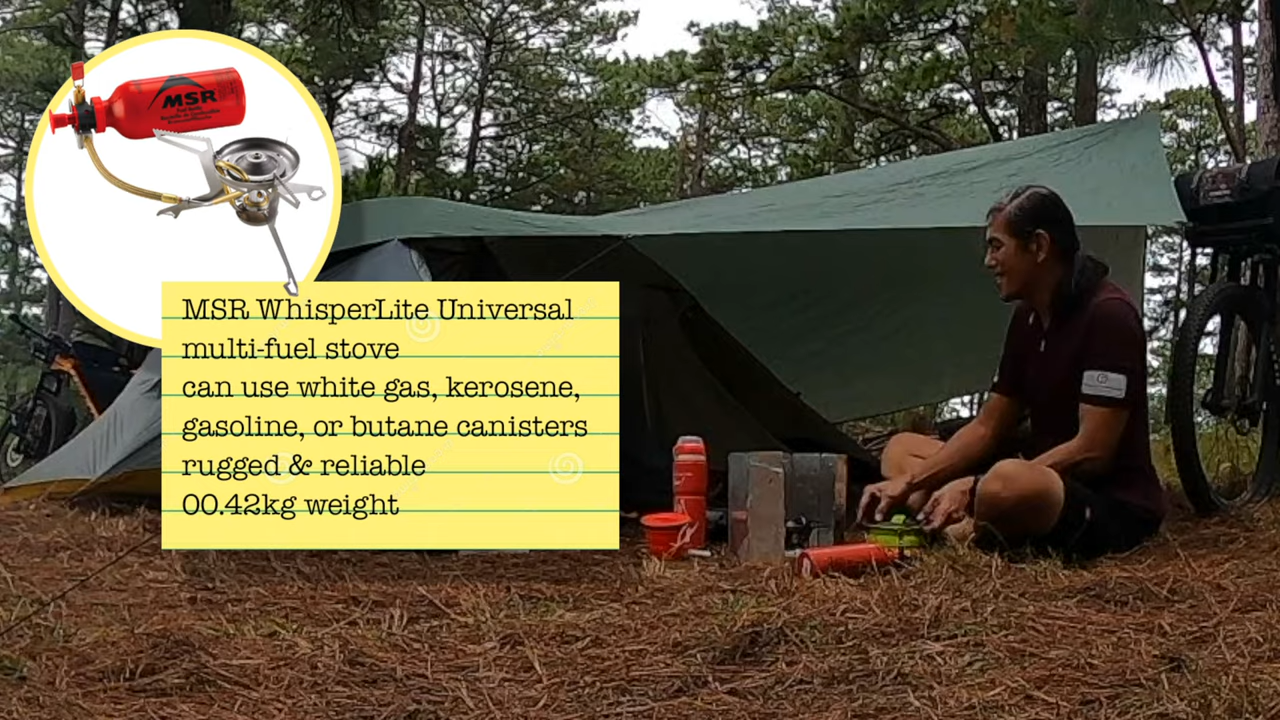 MSR
MSR WhisperLite Universal
multi-fuel stove
can use white gas, kerosene,
gasoline, or butane canisters
rugged & reliable
00.42kg weight